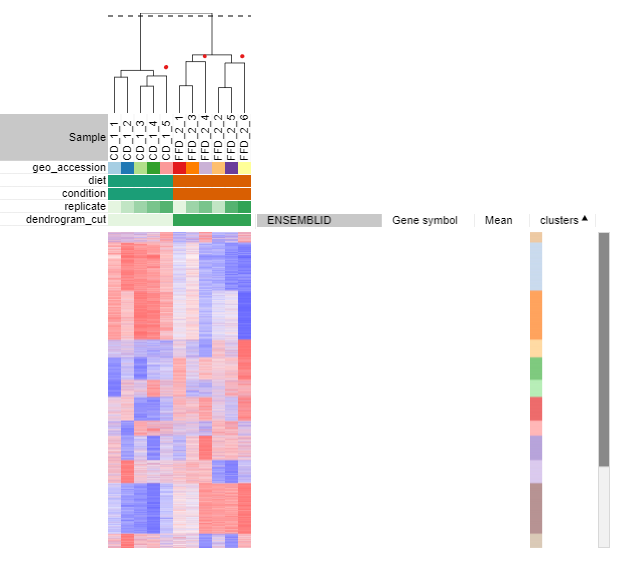 CD_1_1
CD_1_2
CD_1_3
CD_1_4
CD_1_5
FFD_2_1
FFD_2_3
FFD_2_4
FFD_2_2
FFD_2_5
FFD_2_6
Sample
geo_accession
diet
condition
replicate
dendrogram_cut ENSEMBLID Gene symbol Mean clusters ▲